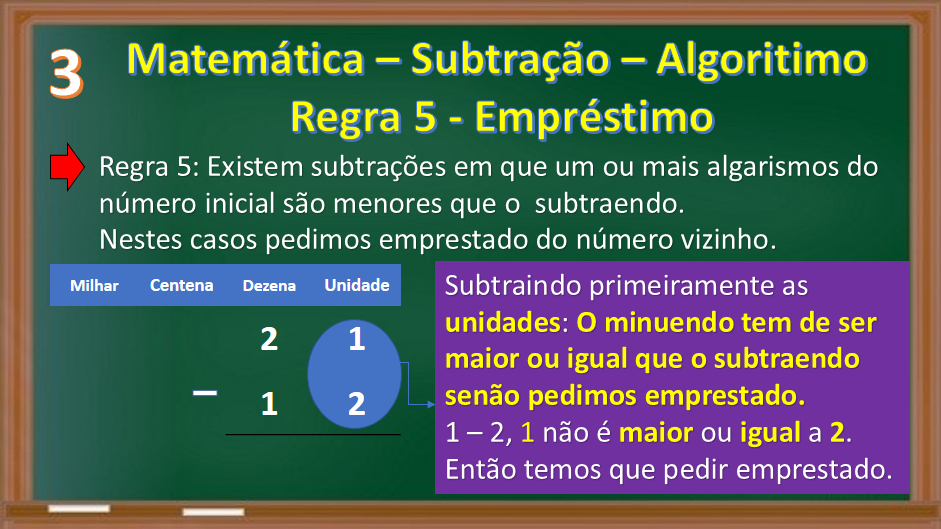 3
Matemática – Subtração – Algoritimo
Regra 5 - Empréstimo
Regra 5: Existem subtrações em que um ou mais algarismos do
número inicial são menores que o subtraendo.
Nestes casos pedimos emprestado do número vizinho.
Milhar Centena Dezena Unidade
2 1
– 1 2
Subtraindo primeiramente as
unidades: O minuendo tem de ser
maior ou igual que o subtraendo
senão pedimos emprestado.
1 – 2, 1 não é maior ou igual a 2.
Então temos que pedir emprestado.